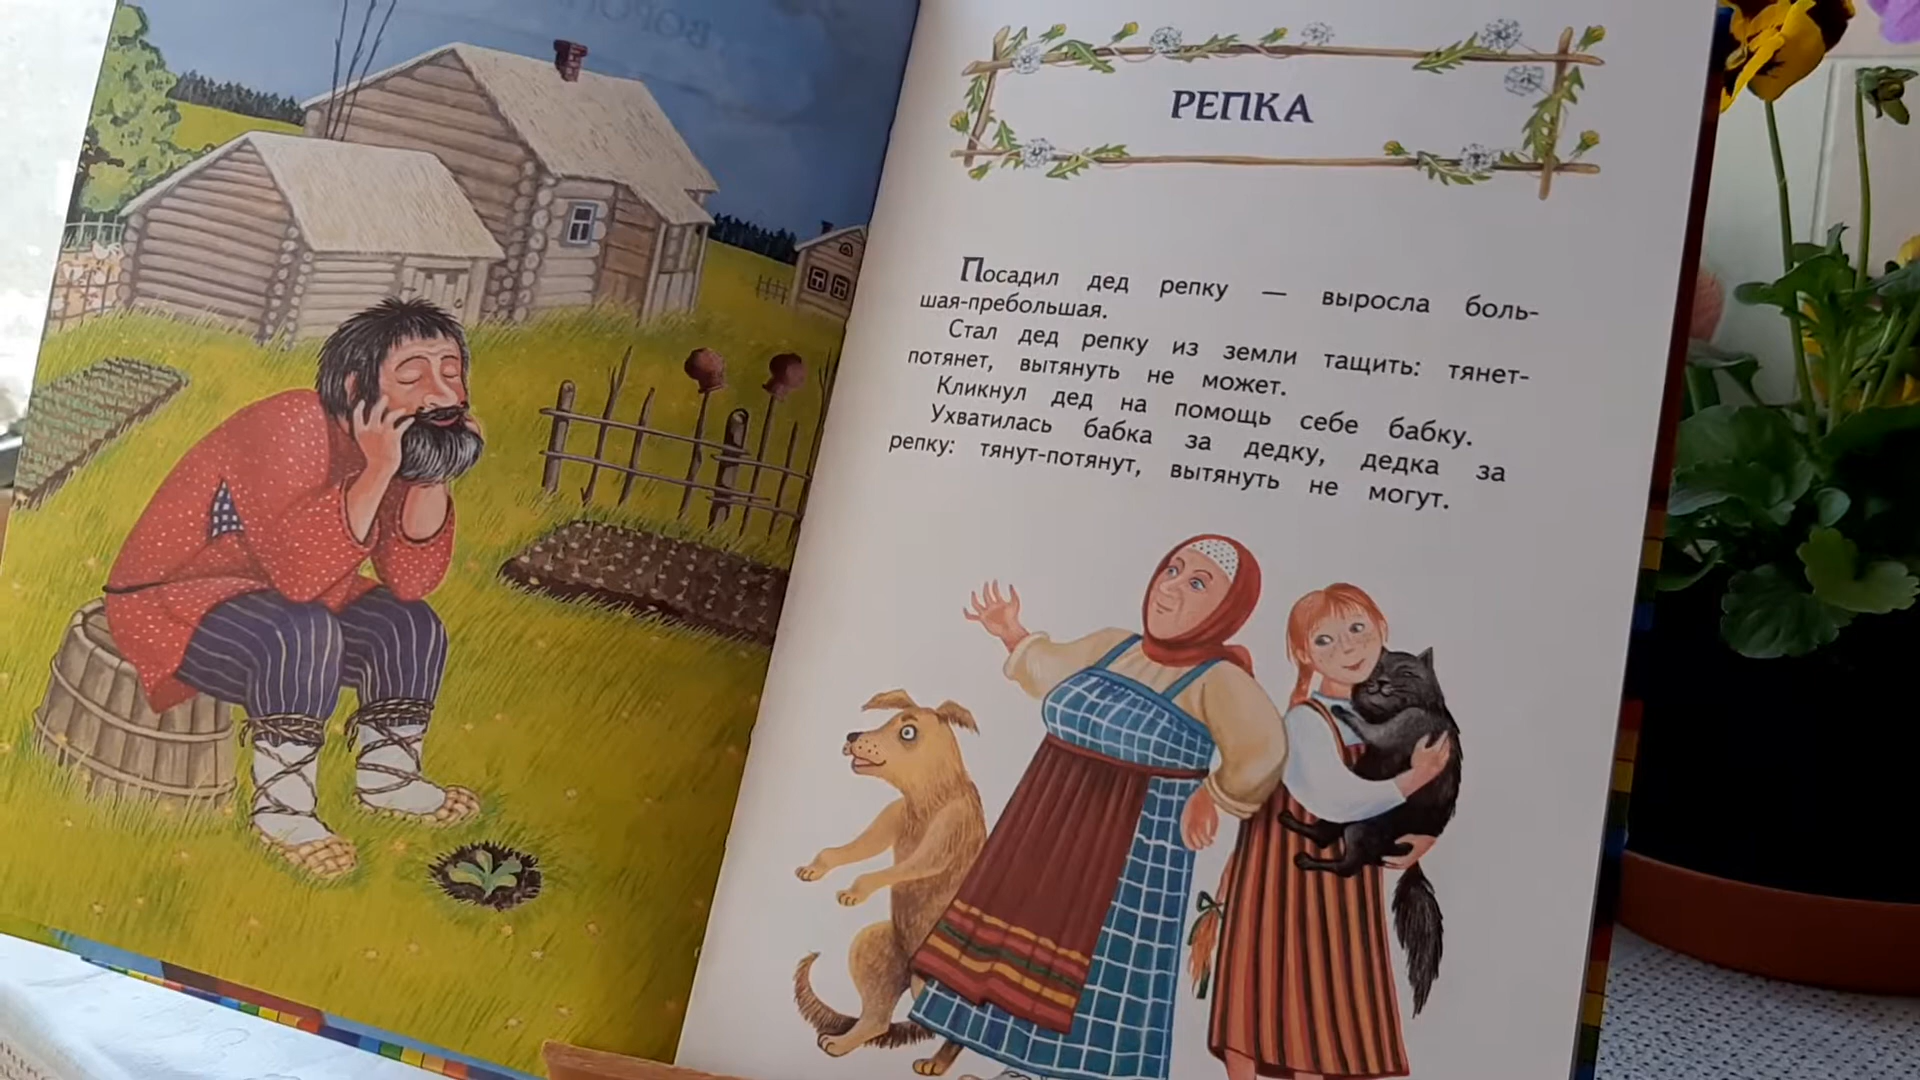 РЕПКА
Посадил дед репку — выросла боль-
шая-пребольшая.
Стал дед репку из земли тащить: тянет-
потянет, вытянуть не может.
Кликнул дед на помощь себе бабку.
Ухватилась бабка за дедку, дедка за
репку: тянут-потянут, вытянуть не могут.